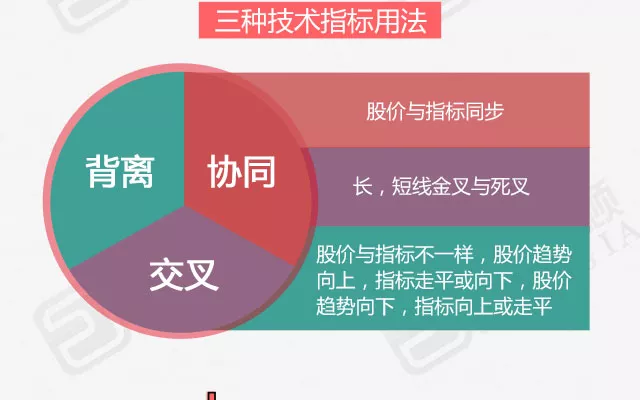 三种技术指标用法
背离
协同
交叉
股价与指标同步
长，短线金叉与死叉
股价与指标不一样，股价趋势
向上，指标走平或向下，股价
趋势向下，指标向上或走平